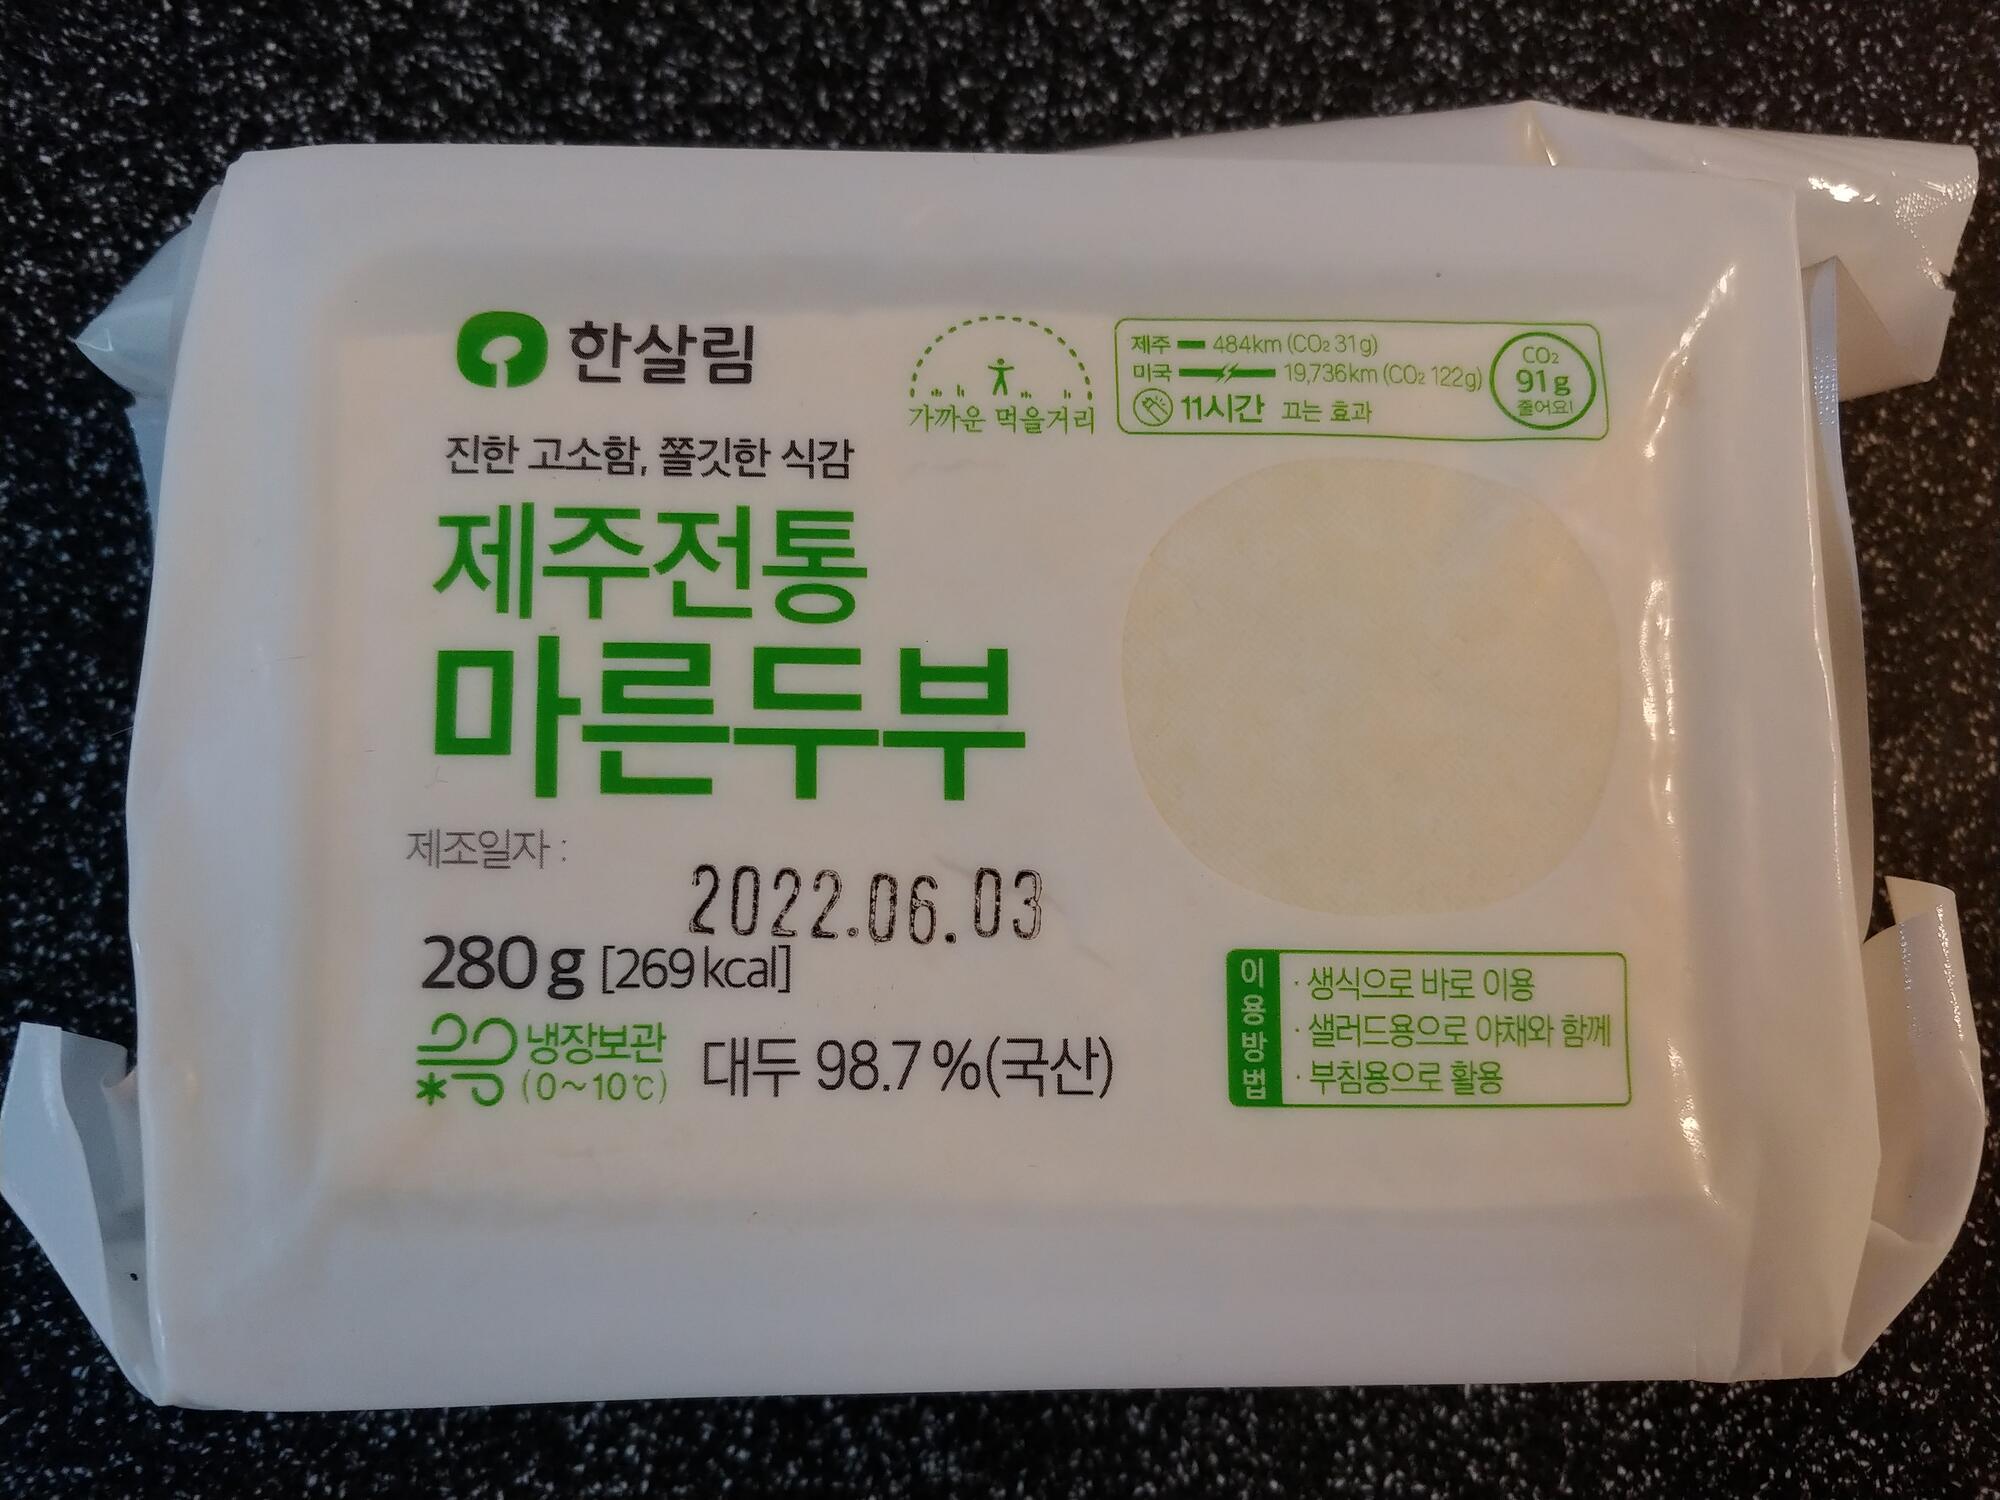 한살림
진한 고소함, 쫄깃한 식감
제주전통
마른두부
제조일자 :
2022.06.03
280g [269kcal]
냉장보관
(0~10℃)
대두 98.7%(국산)
가까운 먹을거리
제주 484km (CO₂ 31g)
미국 19,736km (CO₂ 122g)
11시간 끄는 효과
CO₂
91g
줄어요!
이용방법
· 생식으로 바로 이용
· 샐러드용으로 야채와 함께
· 부침용으로 활용